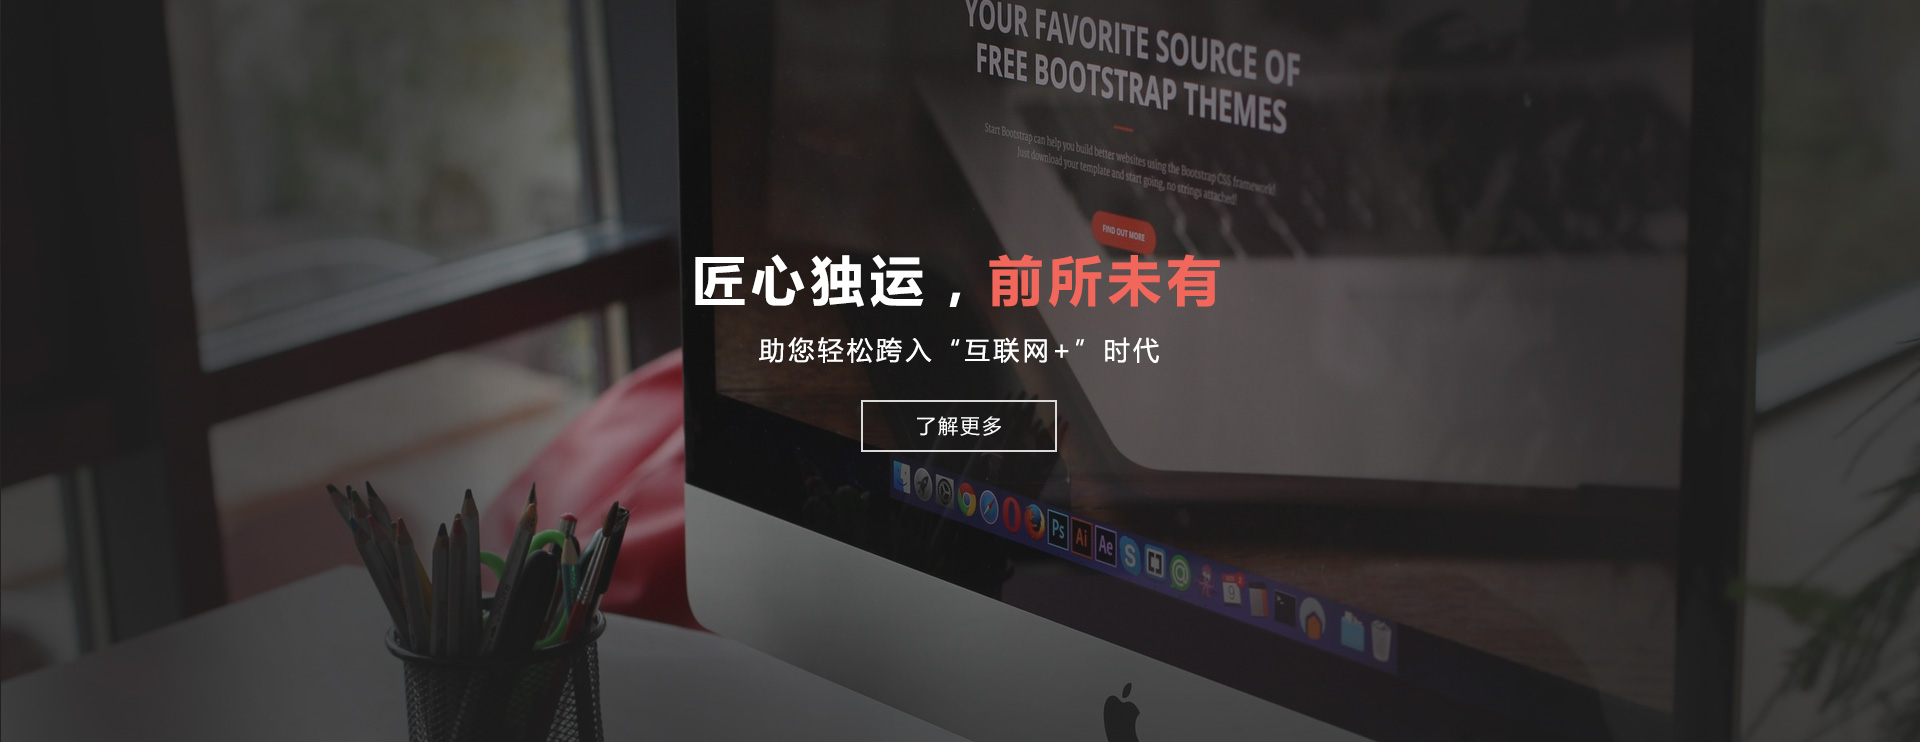 YOUR FAVORITE SOURCE OF
FREE BOOTSTRAP THEMES
Start Bootstrap can help you build better websites using the Bootstrap CSS framework!
Just download your template and start going, no strings attached!
FIND OUT MORE
匠心独运，前所未有
助您轻松跨入“互联网+”时代
了解更多
Ps
Ai
Ae
S
9